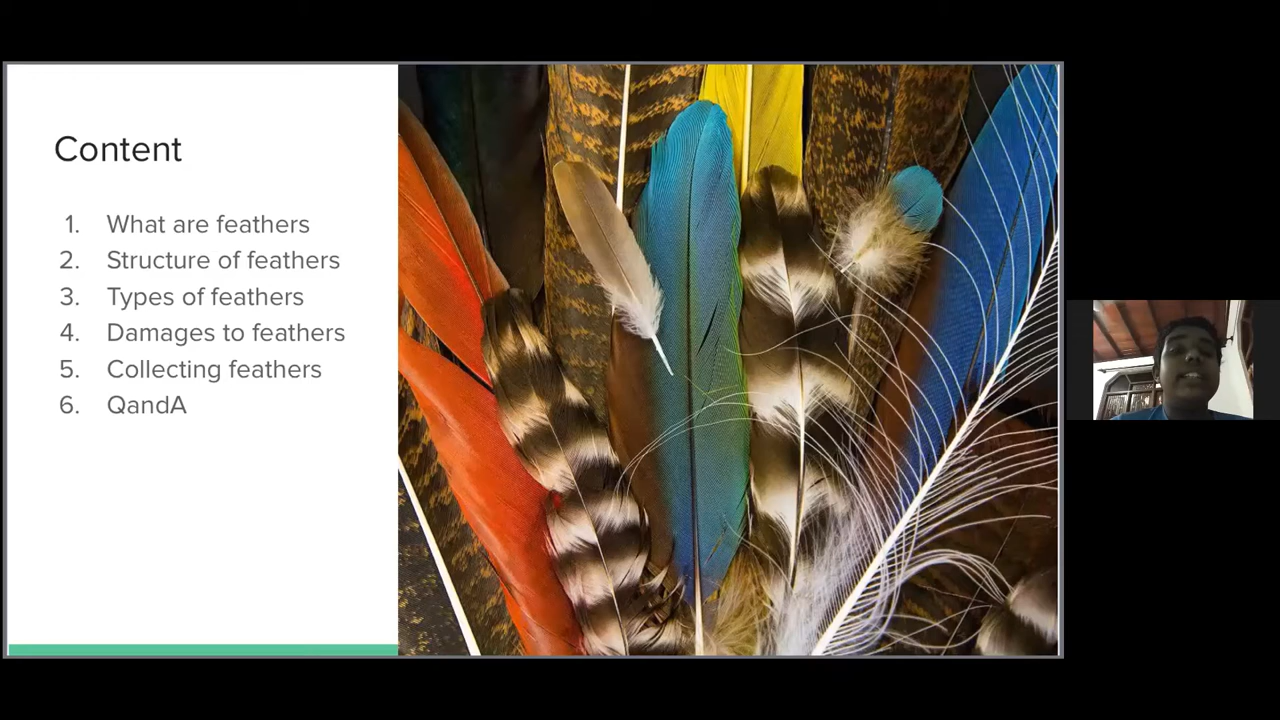 Content
1. What are feathers
2. Structure of feathers
3. Types of feathers
4. Damages to feathers
5. Collecting feathers
6. QandA